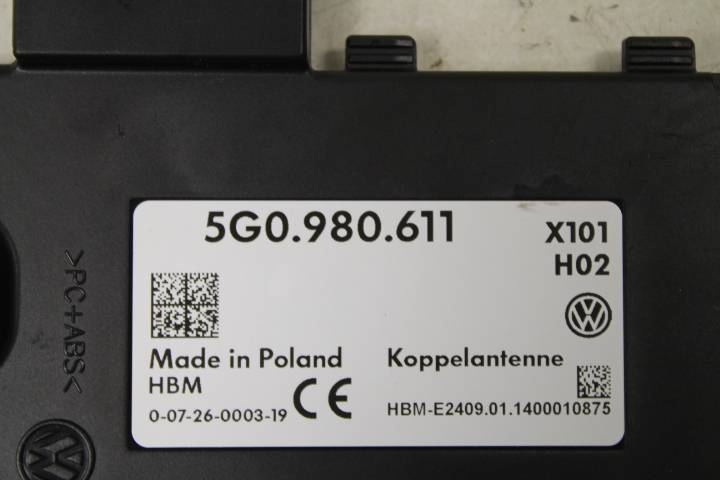 5G0.980.611
X101
H02
Made in Poland
Koppelantenne
HBM
0-07-26-0003-19
CE
HBM-E2409.01.1400010875
>PC+ABS<